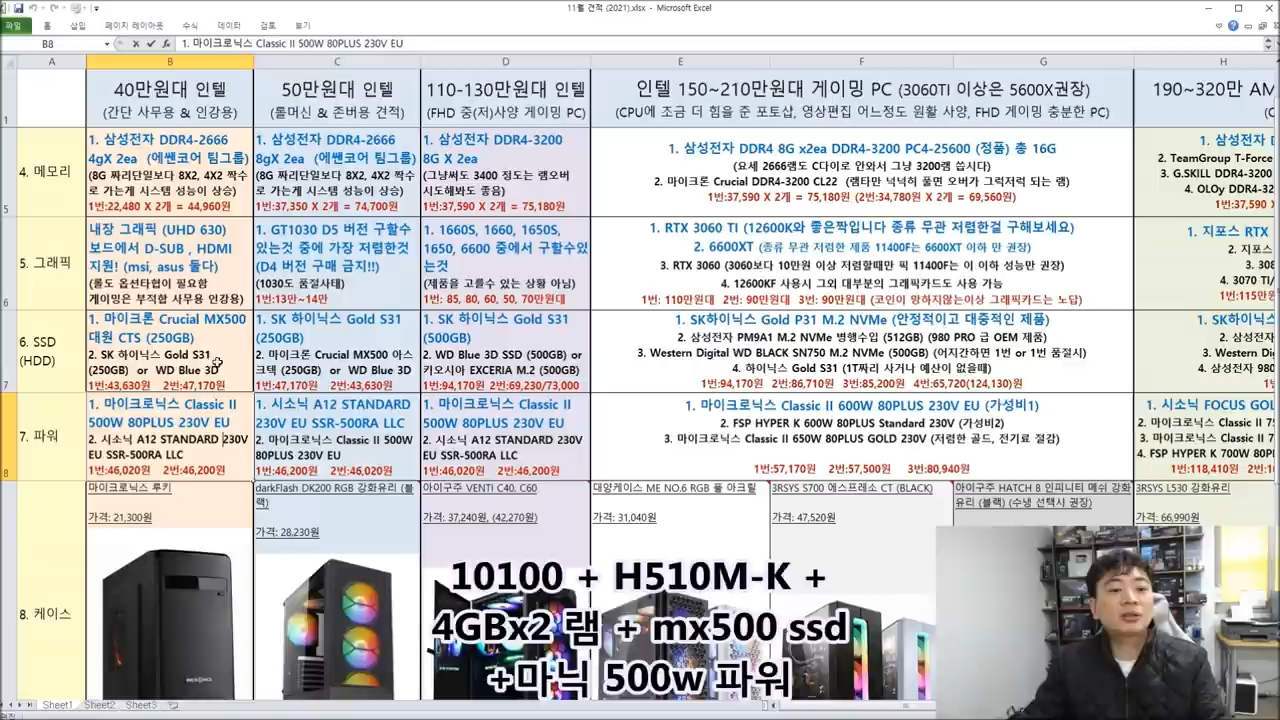 11월 견적 (2021).xlsx - Microsoft Excel
파일 홈 삽입 페이지 레이아웃 수식 데이터 검토 보기
B8 fx 1. 마이크로닉스 Classic II 500W 80PLUS 230V EU
A B C D E F G H
1
40만원대 인텔
(간단 사무용 & 인강용)
50만원대 인텔
(롤머신 & 존버용 견적)
110-130만원대 인텔
(FHD 중(저)사양 게이밍 PC)
인텔 150~210만원대 게이밍 PC (3060TI 이상은 5600X권장)
(CPU에 조금 더 힘을 준 포토샵, 영상편집 어느정도 원활 사양, FHD 게이밍 충분한 PC)
190~320만 AM
5
4. 메모리
1. 삼성전자 DDR4-2666
4gX 2ea (에쎈코어 팀그룹)
(8G 짜리단일보다 8X2, 4X2 짝수
로 가는게 시스템 성능이 상승)
1번:22,480 X 2개 = 44,960원
1. 삼성전자 DDR4-2666
8gX 2ea (에쎈코어 팀그룹)
(8G 짜리단일보다 8X2, 4X2 짝수
로 가는게 시스템 성능이 상승)
1번:37,350 X 2개 = 74,700원
1. 삼성전자 DDR4-3200
8G X 2ea
(그냥써도 3400 정도는 램오버
시도해봐도 좋음)
1번:37,590 X 2개 = 75,180원
1. 삼성전자 DDR4 8G x2ea DDR4-3200 PC4-25600 (정품) 총 16G
(요세 2666램도 C다이로 안와서 그냥 3200램 씁시다)
2. 마이크론 Crucial DDR4-3200 CL22 (램타만 넉넉히 풀면 오버가 그럭저럭 되는 램)
1번:37,590 X 2개 = 75,180원 (2번:34,780 X 2개 = 69,560원)
1. 삼성전자 D
2. TeamGroup T-Force
3. G.SKILL DDR4-3
4. OLOy DDR4-32
1번:37,590 X
6
5. 그래픽
내장 그래픽 (UHD 630)
보드에서 D-SUB , HDMI
지원! (msi, asus 둘다)
(롤도 옵션타협이 필요함
게이밍은 부적합 사무용 인강용)
1. GT1030 D5 버전 구할수
있는것 중에 가장 저렴한것
(D4 버전 구매 금지!!)
(1030도 품절사태)
1번:13만~14만
1. 1660S, 1660, 1650S,
1650, 6600 중에서 구할수있
는것
(제품을 고를수 있는 상황 아님)
1번: 85, 80, 60, 50, 70만원대
1. RTX 3060 TI (12600K와 좋은짝입니다 종류 무관 저렴한걸 구해보세요)
2. 6600XT (종류 무관 저렴한 제품 11400F는 6600XT 이하 만 권장)
3. RTX 3060 (3060보다 10만원 이상 저렴할때만 픽 11400F는 이 이하 성능만 권장)
4. 12600KF 사용시 그외 대부분의 그래픽카드도 사용 가능
1번: 110만원대 2번: 90만원대 3번: 90만원대 (코인이 망하지않는이상 그래픽카드는 노답)
1. 지포스 RTX
2. 지포스
3. 306
4. 3070 TI/
1번:115만원
7
6. SSD
(HDD)
1. 마이크론 Crucial MX500
대원 CTS (250GB)
2. SK 하이닉스 Gold S31
(250GB) or WD Blue 3D
1번:43,630원 2번:47,170원
1. SK 하이닉스 Gold S31
(250GB)
2. 마이크론 Crucial MX500 아스
크텍 (250GB) or WD Blue 3D
1번:47,170원 2번:43,630원
1. SK 하이닉스 Gold S31
(500GB)
2. WD Blue 3D SSD (500GB) or
키오시아 EXCERIA M.2 (500GB)
1번:94,170원 2번:69,230/73,000
1. SK하이닉스 Gold P31 M.2 NVMe (안정적이고 대중적인 제품)
2. 삼성전자 PM9A1 M.2 NVMe 병행수입 (512GB) (980 PRO 급 OEM 제품)
3. Western Digital WD BLACK SN750 M.2 NVMe (500GB) (어지간하면 1번 or 1번 품절시)
4. 하이닉스 Gold S31 (1T짜리 사거나 예산이 없을때)
1번:94,170원 2번:86,710원 3번:85,200원 4번:65,720(124,130)원
1. SK하이닉
2. 삼성전자
3. Western Dig
4. 삼성전자 980
1번:94,170원
8
7. 파워
1. 마이크로닉스 Classic II
500W 80PLUS 230V EU
2. 시소닉 A12 STANDARD 230V
EU SSR-500RA LLC
1번:46,020원 2번:46,200원
1. 시소닉 A12 STANDARD
230V EU SSR-500RA LLC
2. 마이크로닉스 Classic II 500W
80PLUS 230V EU
1번:46,200원 2번:46,020원
1. 마이크로닉스 Classic II
500W 80PLUS 230V EU
2. 시소닉 A12 STANDARD 230V
EU SSR-500RA LLC
1번:46,020원 2번:46,200원
1. 마이크로닉스 Classic II 600W 80PLUS 230V EU (가성비1)
2. FSP HYPER K 600W 80PLUS Standard 230V (가성비2)
3. 마이크로닉스 Classic II 650W 80PLUS GOLD 230V (저렴한 골드, 전기료 절감)
1번:57,170원 2번:57,500원 3번:80,940원
1. 시소닉 FOCUS GOL
2. 마이크로닉스 Classic II 75
3. 마이크로닉스 Classic II 7
4. FSP HYPER K 700W 80P
1번:118,410원 2번:10
8. 케이스
마이크로닉스 루키
가격: 21,300원
darkFlash DK200 RGB 강화유리 (블
랙)
가격: 28,230원
아이구주 VENTI C40, C60
가격: 37,240원, (42,270원)
대양케이스 ME NO.6 RGB 풀 아크릴
가격: 31,040원
3RSYS S700 에스프레소 CT (BLACK)
가격: 47,520원
아이구주 HATCH 8 인피니티 메쉬 강화
유리 (블랙) (수냉 선택시 권장)
3RSYS L530 강화유리
가격: 66,990원
10100 + H510M-K +
4GBx2 램 + mx500 ssd
+마닉 500w 파워
Sheet1 Sheet2 Sheet3